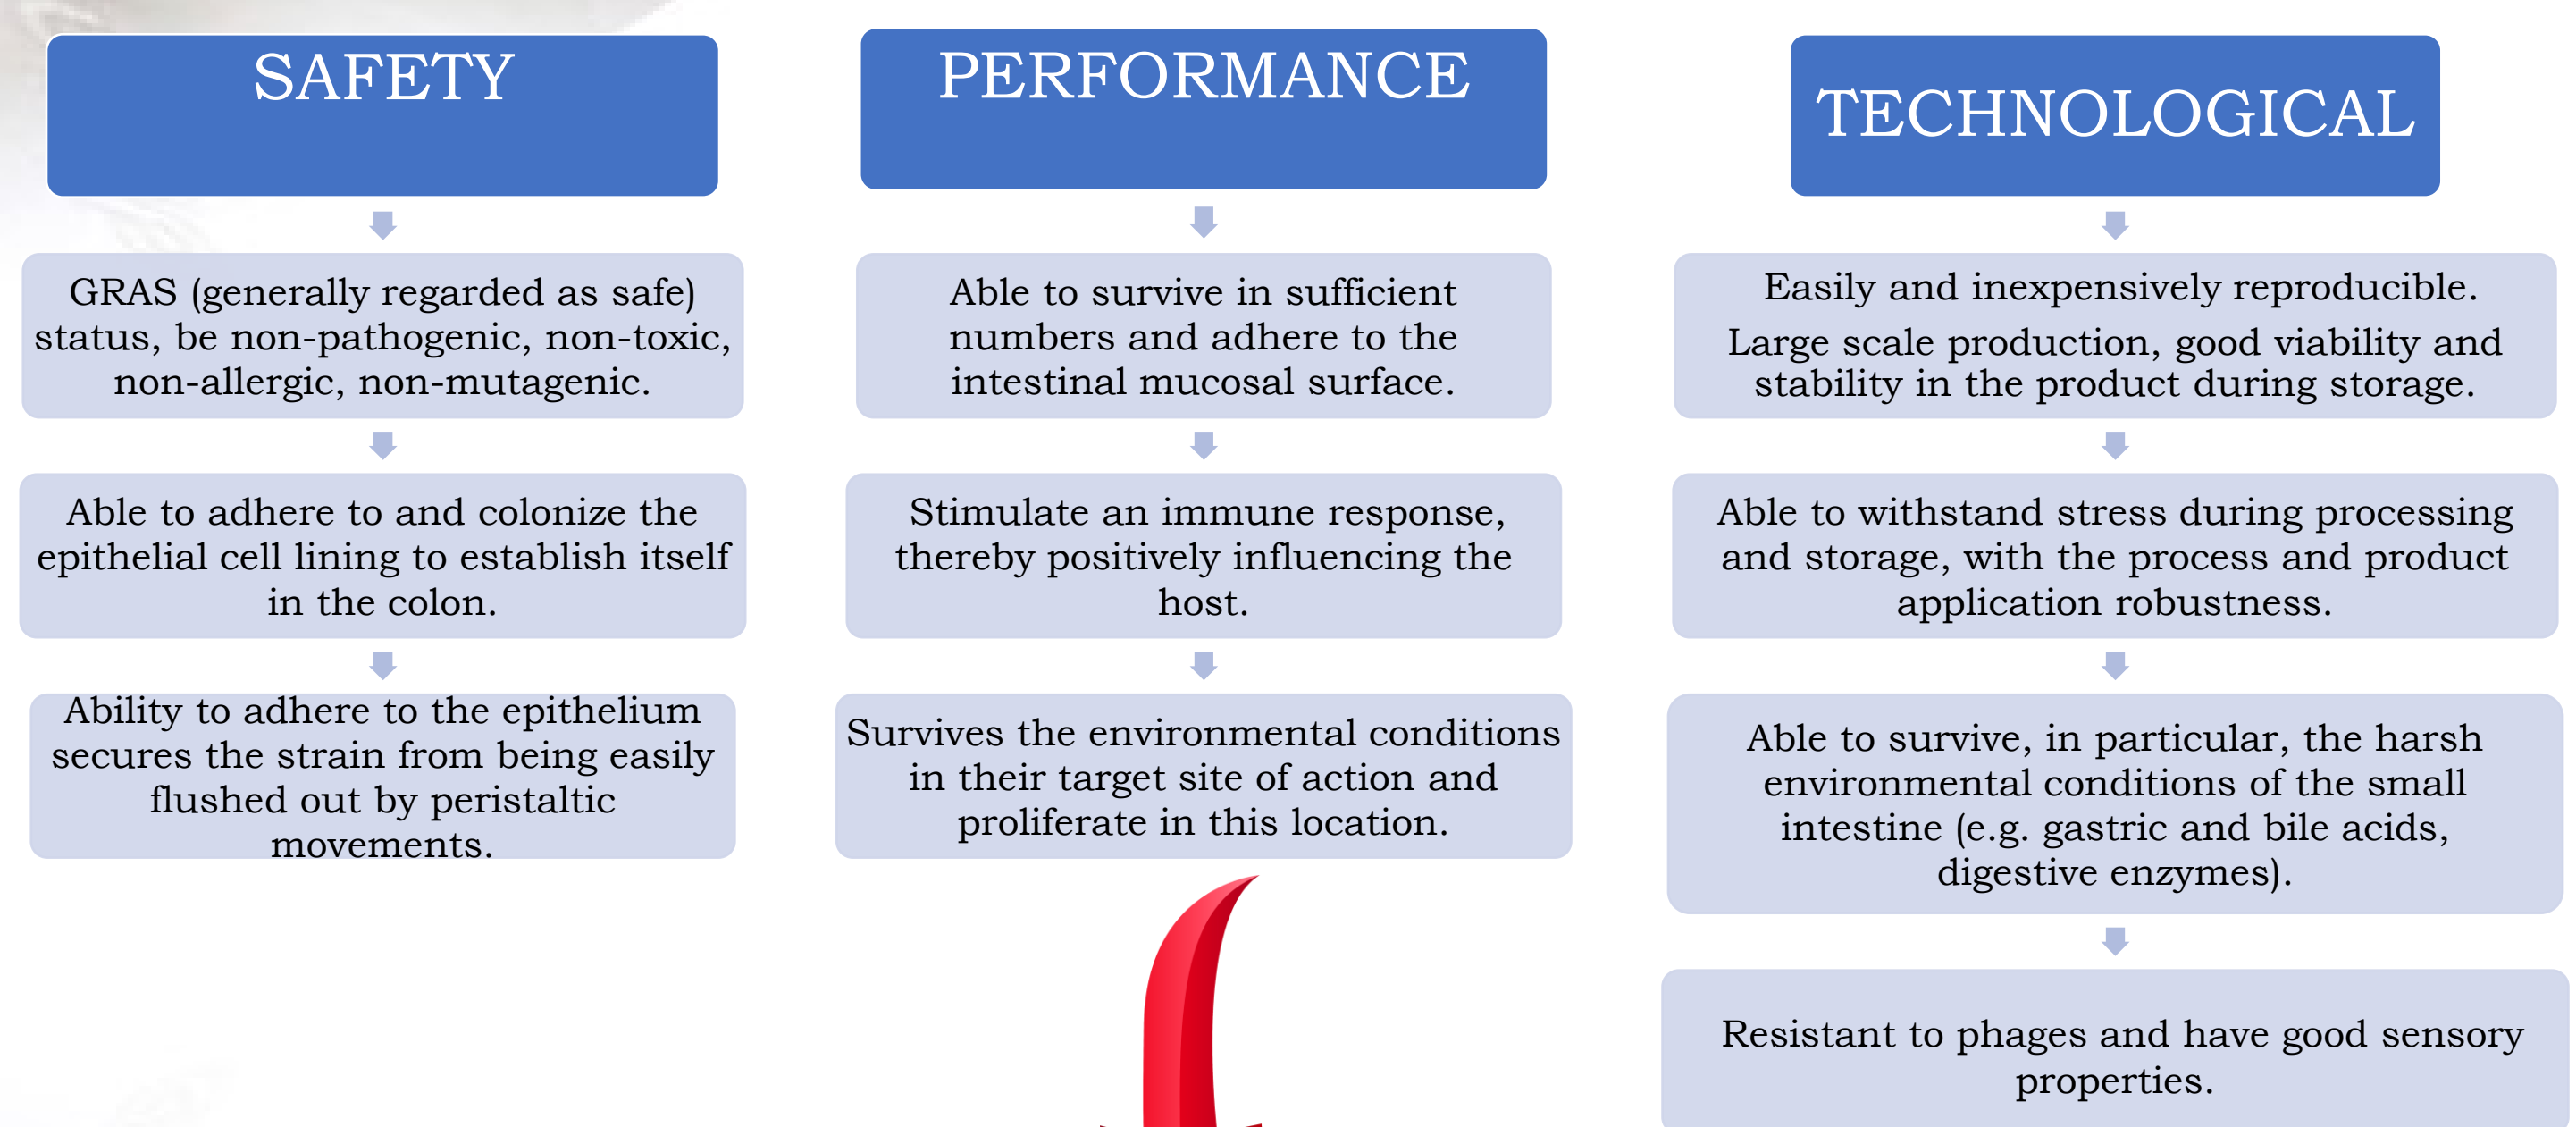 SAFETY
GRAS (generally regarded as safe)
status, be non-pathogenic, non-toxic,
non-allergic, non-mutagenic.
Able to adhere to and colonize the
epithelial cell lining to establish itself
in the colon.
Ability to adhere to the epithelium
secures the strain from being easily
flushed out by peristaltic
movements.
PERFORMANCE
Able to survive in sufficient
numbers and adhere to the
intestinal mucosal surface.
Stimulate an immune response,
thereby positively influencing the
host.
Survives the environmental conditions
in their target site of action and
proliferate in this location.
TECHNOLOGICAL
Easily and inexpensively reproducible.
Large scale production, good viability and
stability in the product during storage.
Able to withstand stress during processing
and storage, with the process and product
application robustness.
Able to survive, in particular, the harsh
environmental conditions of the small
intestine (e.g. gastric and bile acids,
digestive enzymes).
Resistant to phages and have good sensory
properties.